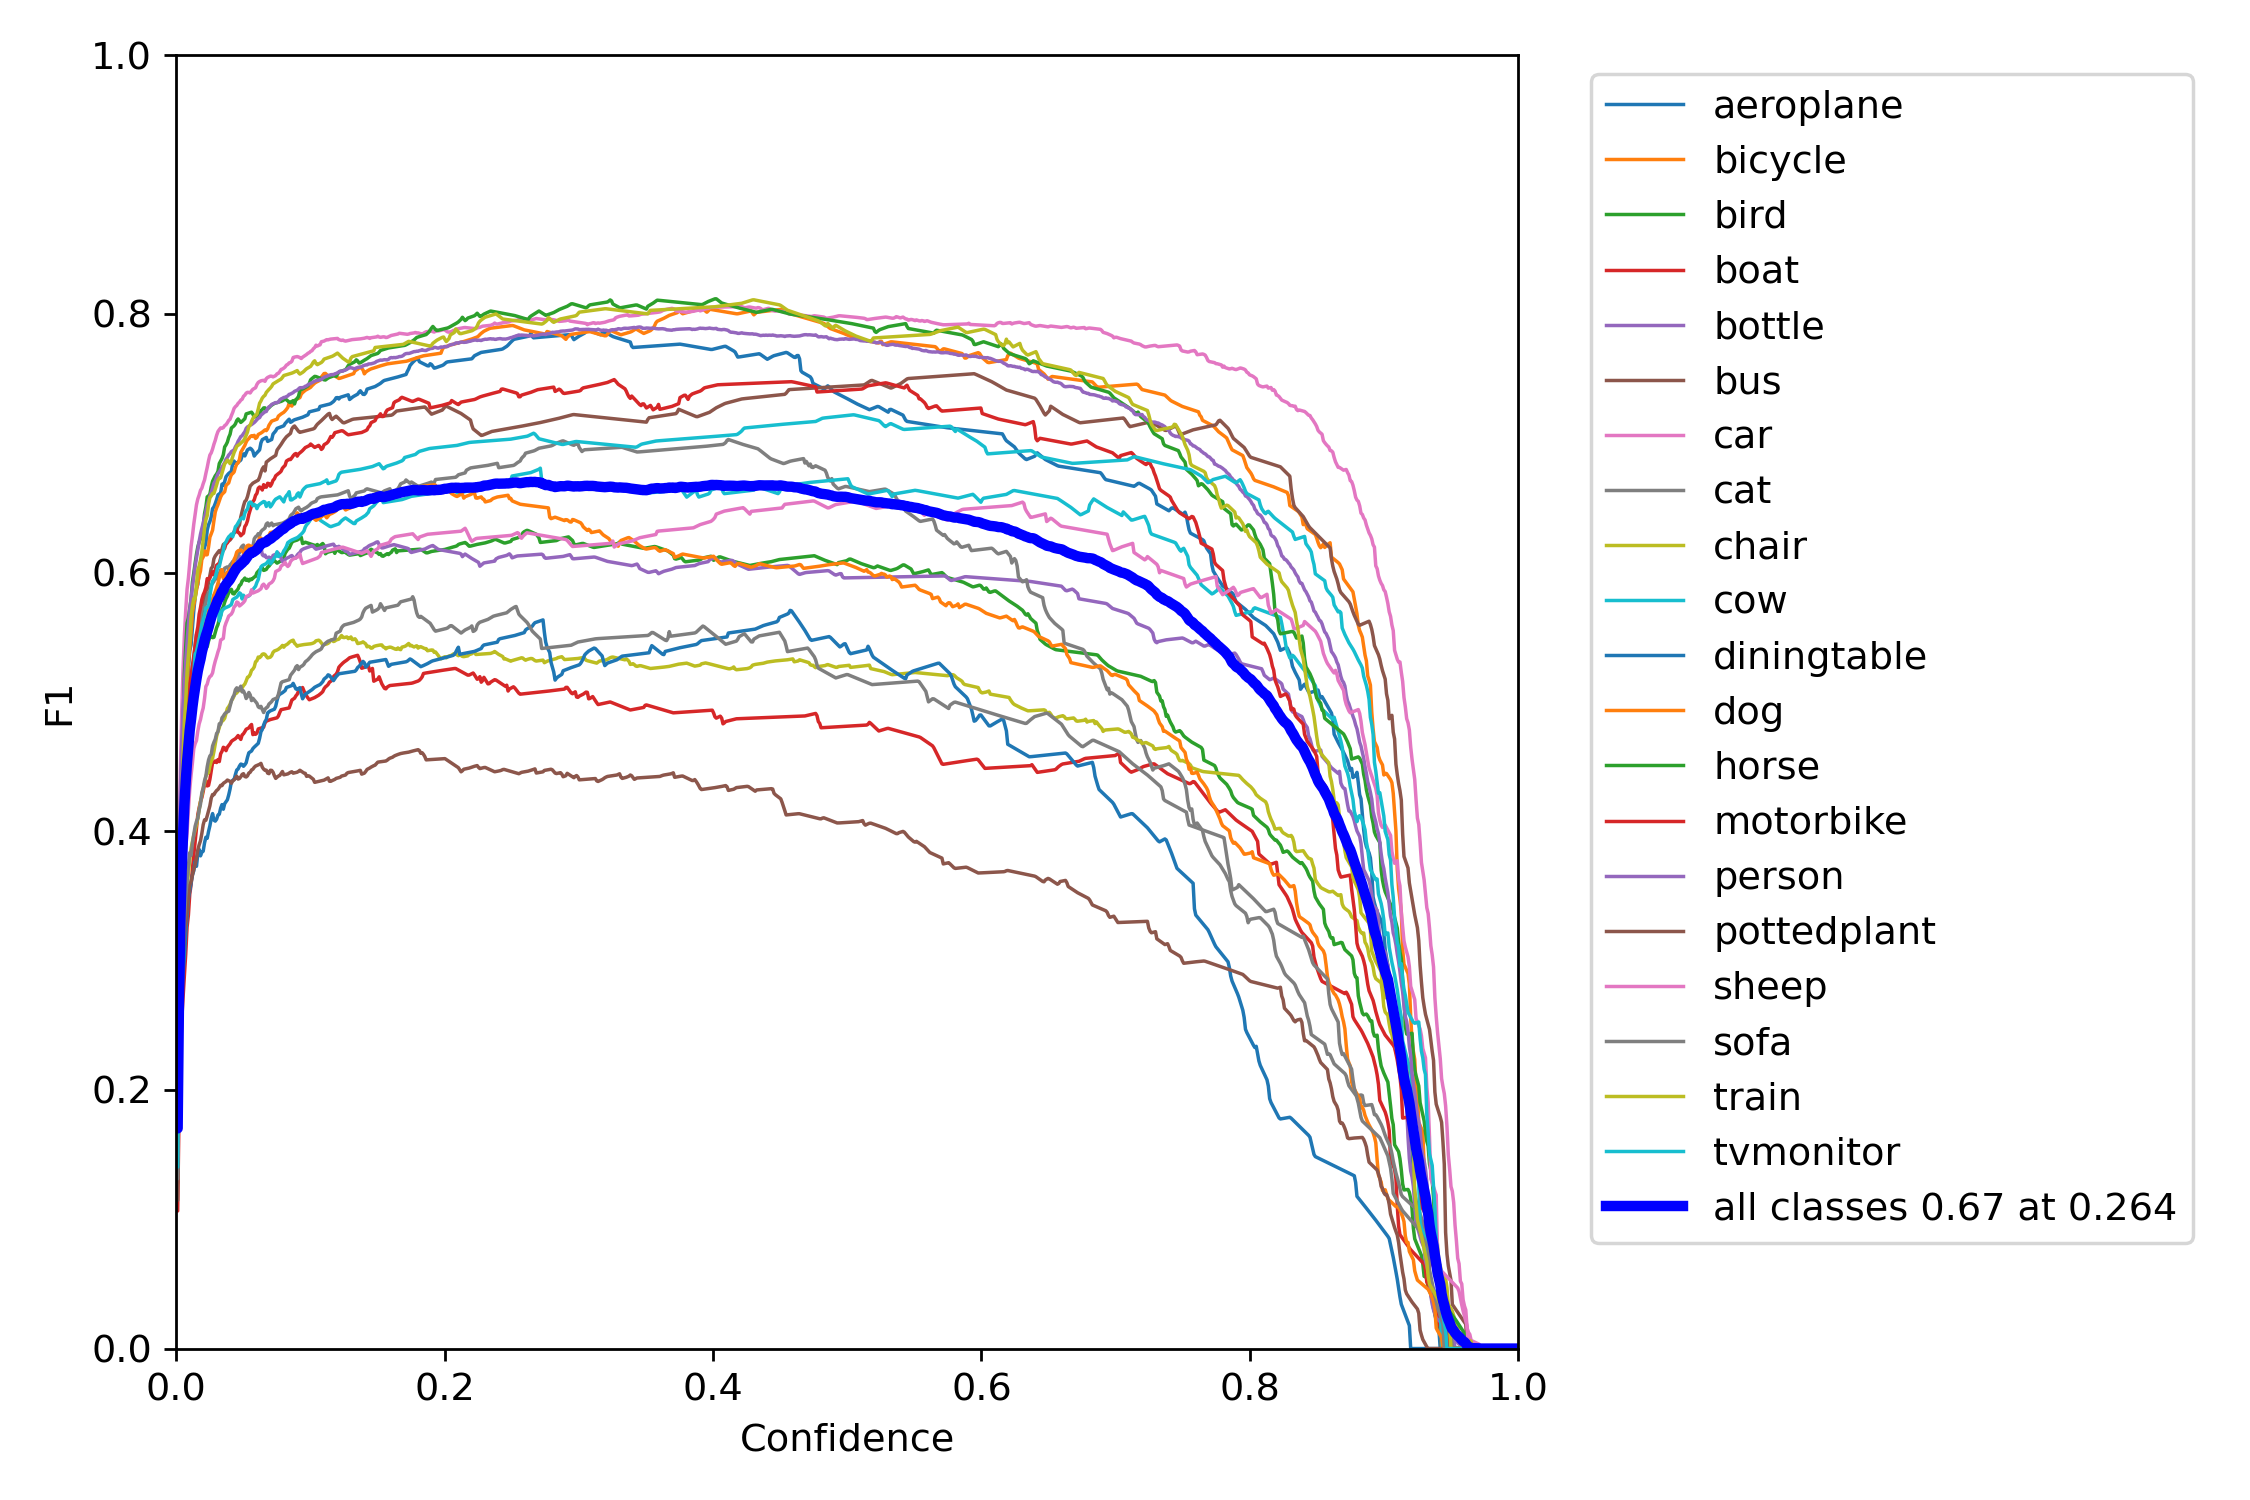 1.0
0.8
0.6
0.4
0.2
0.0
F1
0.0 0.2 0.4 0.6 0.8 1.0
Confidence
aeroplane
bicycle
bird
boat
bottle
bus
car
cat
chair
cow
diningtable
dog
horse
motorbike
person
pottedplant
sheep
sofa
train
tvmonitor
all classes 0.67 at 0.264